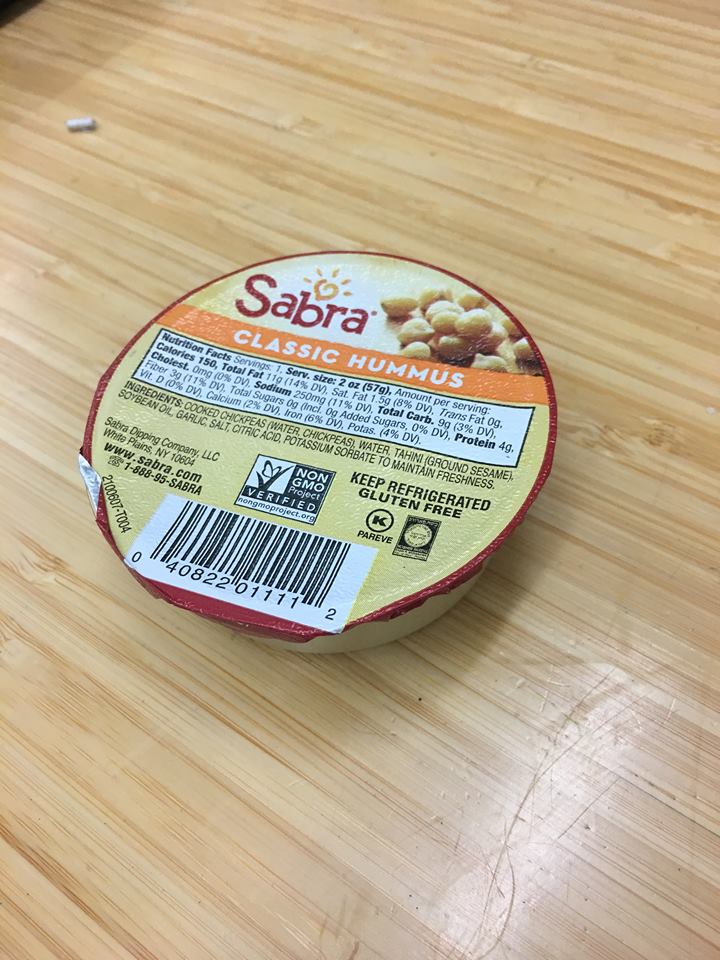 Sabra
CLASSIC HUMMUS
Nutrition Facts Servings: 1, Serv. size: 2 oz (57g), Amount per serving:
Calories 150, Total Fat 11g (14% DV), Sat. Fat 1.5g (8% DV), Trans Fat 0g,
Cholest. 0mg (0% DV), Sodium 250mg (11% DV), Total Carb. 9g (3% DV),
Fiber 3g (11% DV), Total Sugars 0g (Incl. 0g Added Sugars, 0% DV), Protein 4g,
Vit. D (0% DV), Calcium (2% DV), Iron (6% DV), Potas. (4% DV).
INGREDIENTS: COOKED CHICKPEAS (WATER, CHICKPEAS), WATER, TAHINI (GROUND SESAME),
SOYBEAN OIL, GARLIC, SALT, CITRIC ACID, POTASSIUM SORBATE TO MAINTAIN FRESHNESS.
Sabra Dipping Company, LLC
White Plains, NY 10604
www.sabra.com
1-888-95-SABRA
2100607-T004
NON
GMO
Project
VERIFIED
nongmoproject.org
KEEP REFRIGERATED
GLUTEN FREE
K
PAREVE
0 40822 01111 2